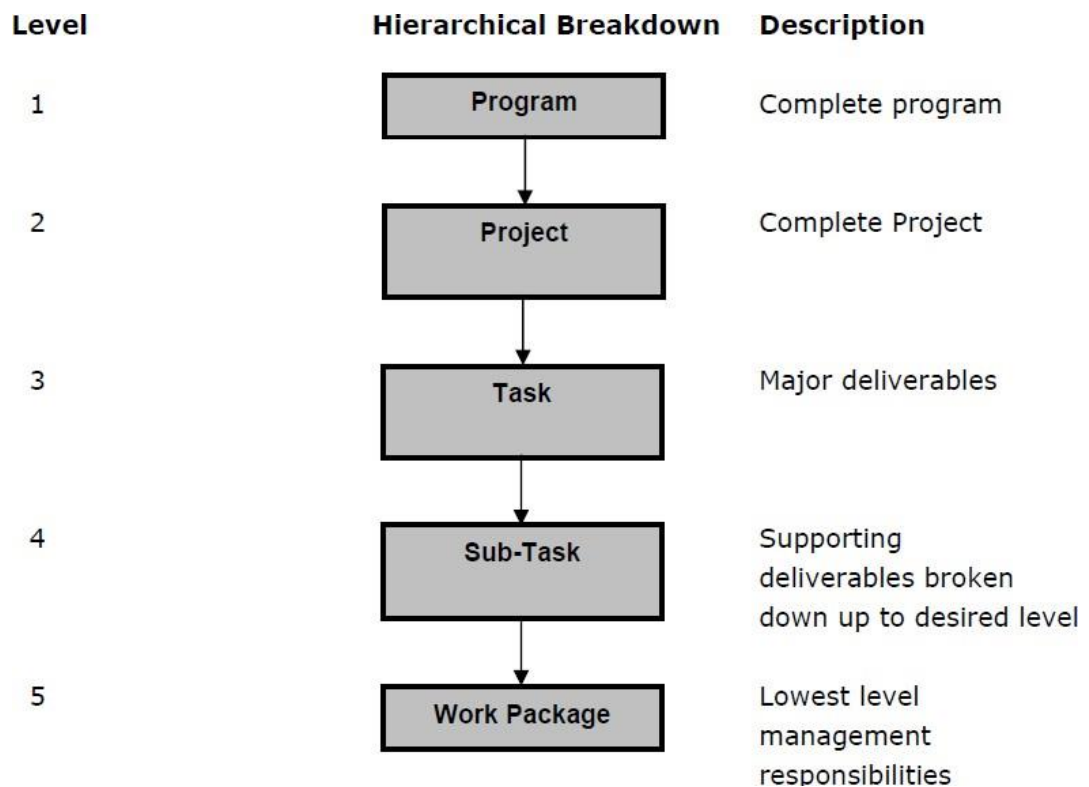 Level Hierarchical Breakdown Description
1 Program Complete program
2 Project Complete Project
3 Task Major deliverables
4 Sub-Task Supporting
deliverables broken
down up to desired level
5 Work Package Lowest level
management
responsibilities